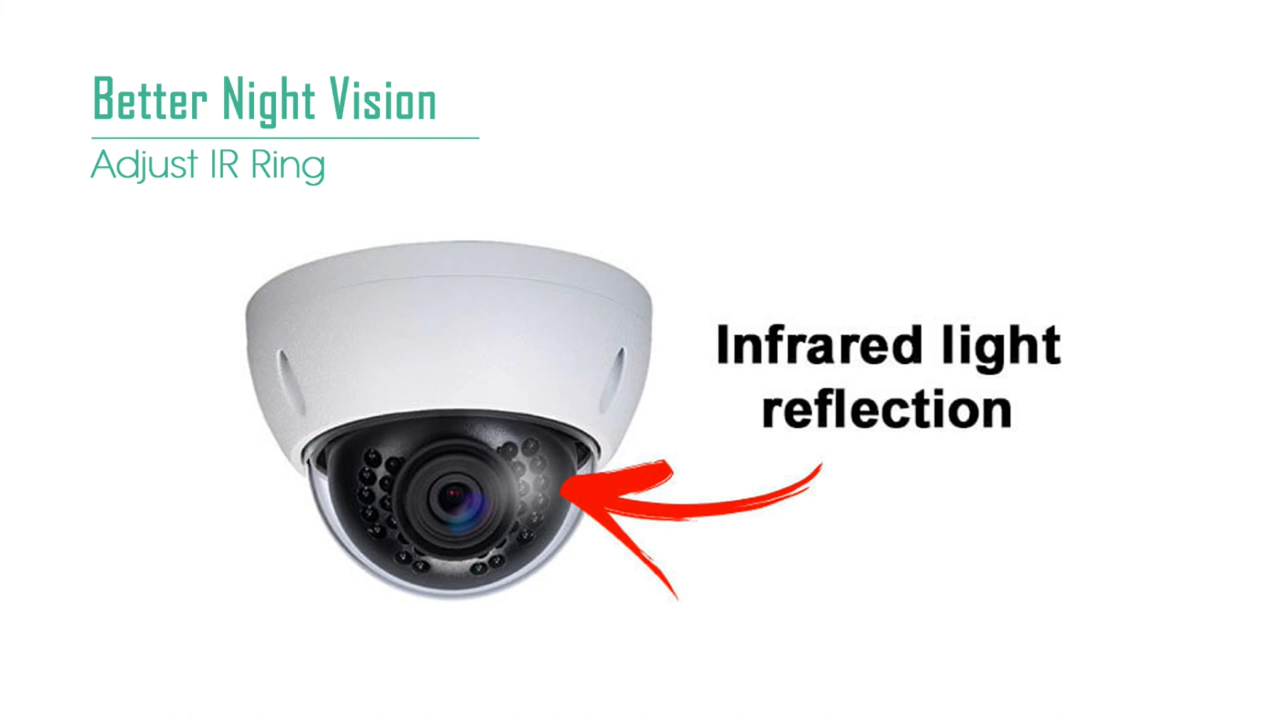 Better Night Vision
Adjust IR Ring
Infrared light
reflection